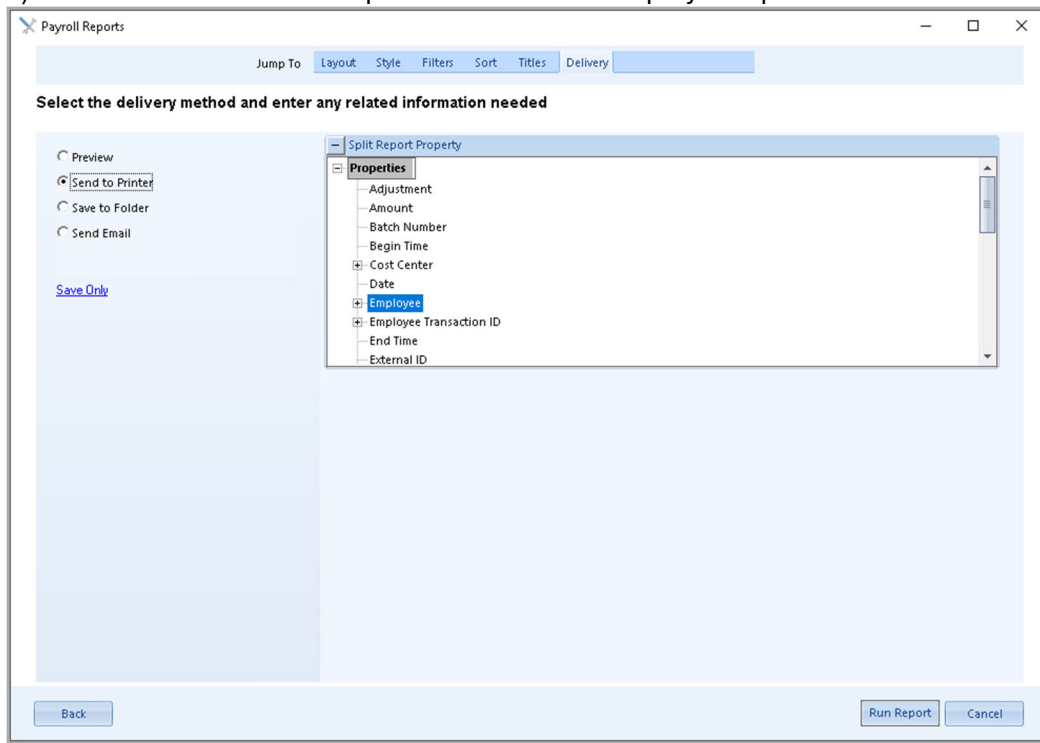 Payroll Reports
Jump To Layout Style Filters Sort Titles Delivery
Select the delivery method and enter any related information needed
Preview
Send to Printer
Save to Folder
Send Email
Save Only
Split Report Property
Properties
Adjustment
Amount
Batch Number
Begin Time
Cost Center
Date
Employee
Employee Transaction ID
End Time
External ID
Back
Run Report
Cancel